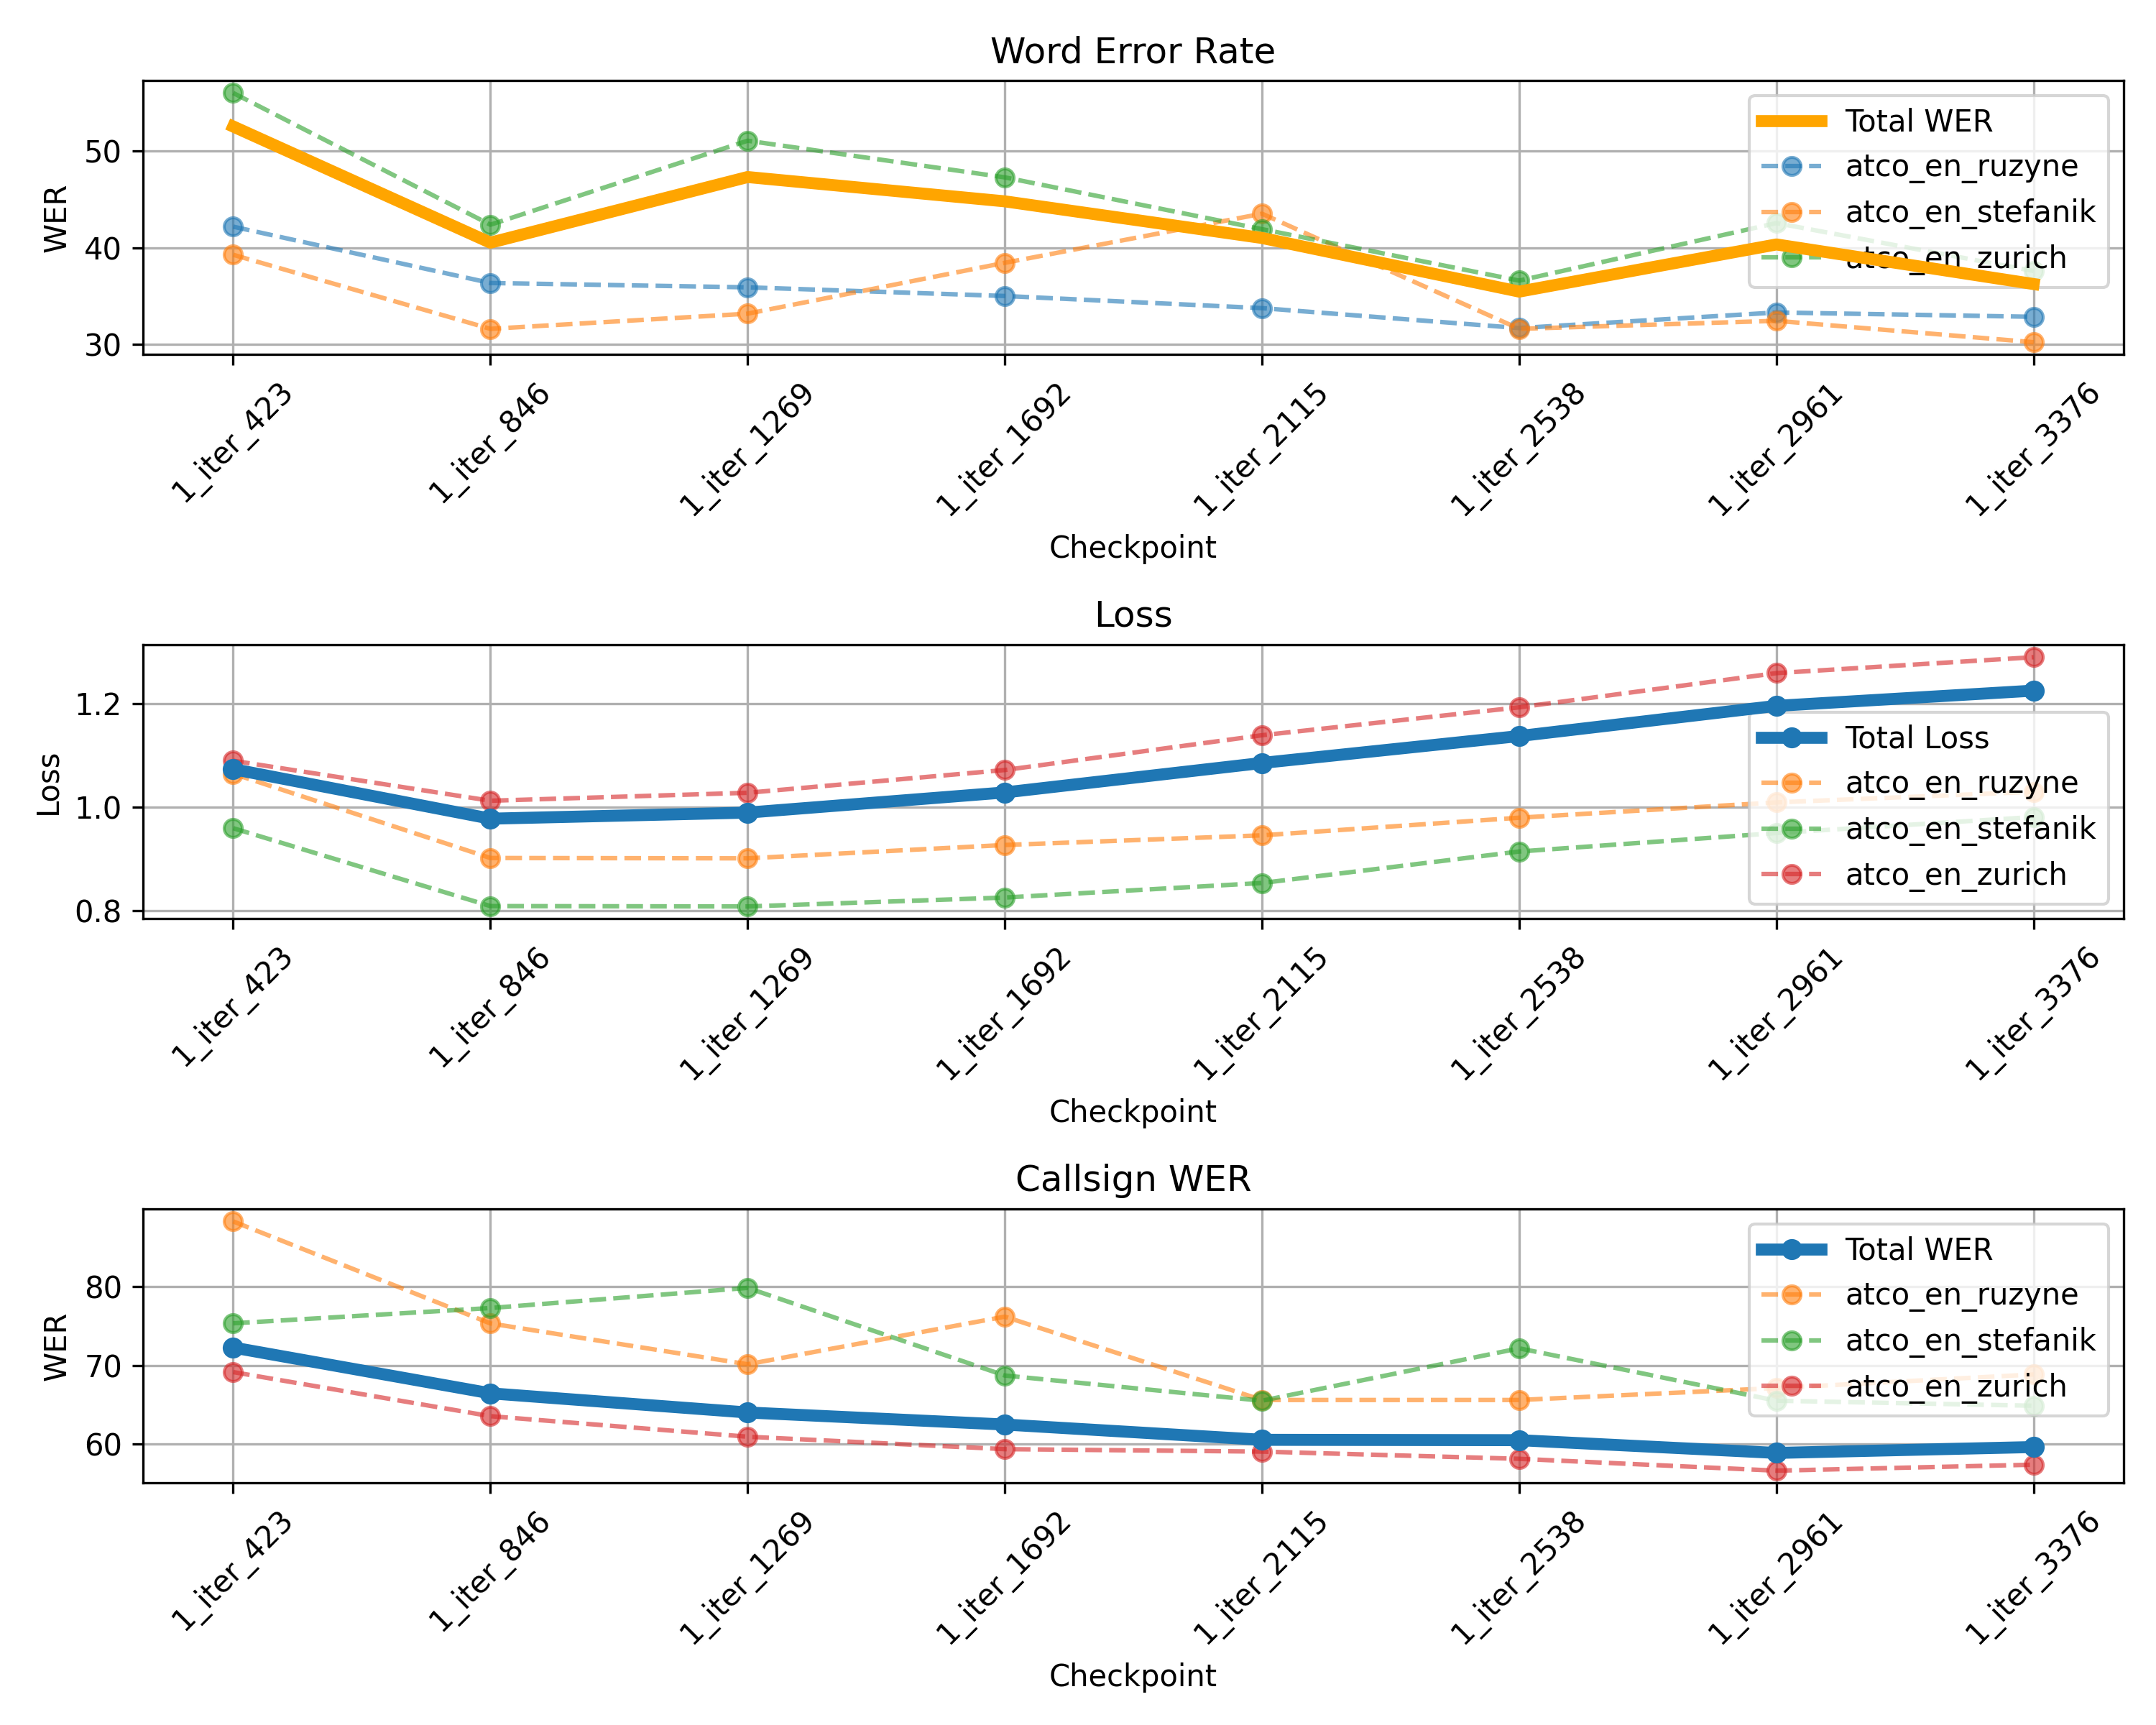 Word Error Rate
WER
50
40
30
Total WER
atco_en_ruzyne
atco_en_stefanik
atco_en_zurich
1_iter_423
1_iter_846
1_iter_1269
1_iter_1692
1_iter_2115
1_iter_2538
1_iter_2961
1_iter_3376
Checkpoint
Loss
Loss
1.2
1.0
0.8
Total Loss
atco_en_ruzyne
atco_en_stefanik
atco_en_zurich
1_iter_423
1_iter_846
1_iter_1269
1_iter_1692
1_iter_2115
1_iter_2538
1_iter_2961
1_iter_3376
Checkpoint
Callsign WER
WER
80
70
60
Total WER
atco_en_ruzyne
atco_en_stefanik
atco_en_zurich
1_iter_423
1_iter_846
1_iter_1269
1_iter_1692
1_iter_2115
1_iter_2538
1_iter_2961
1_iter_3376
Checkpoint